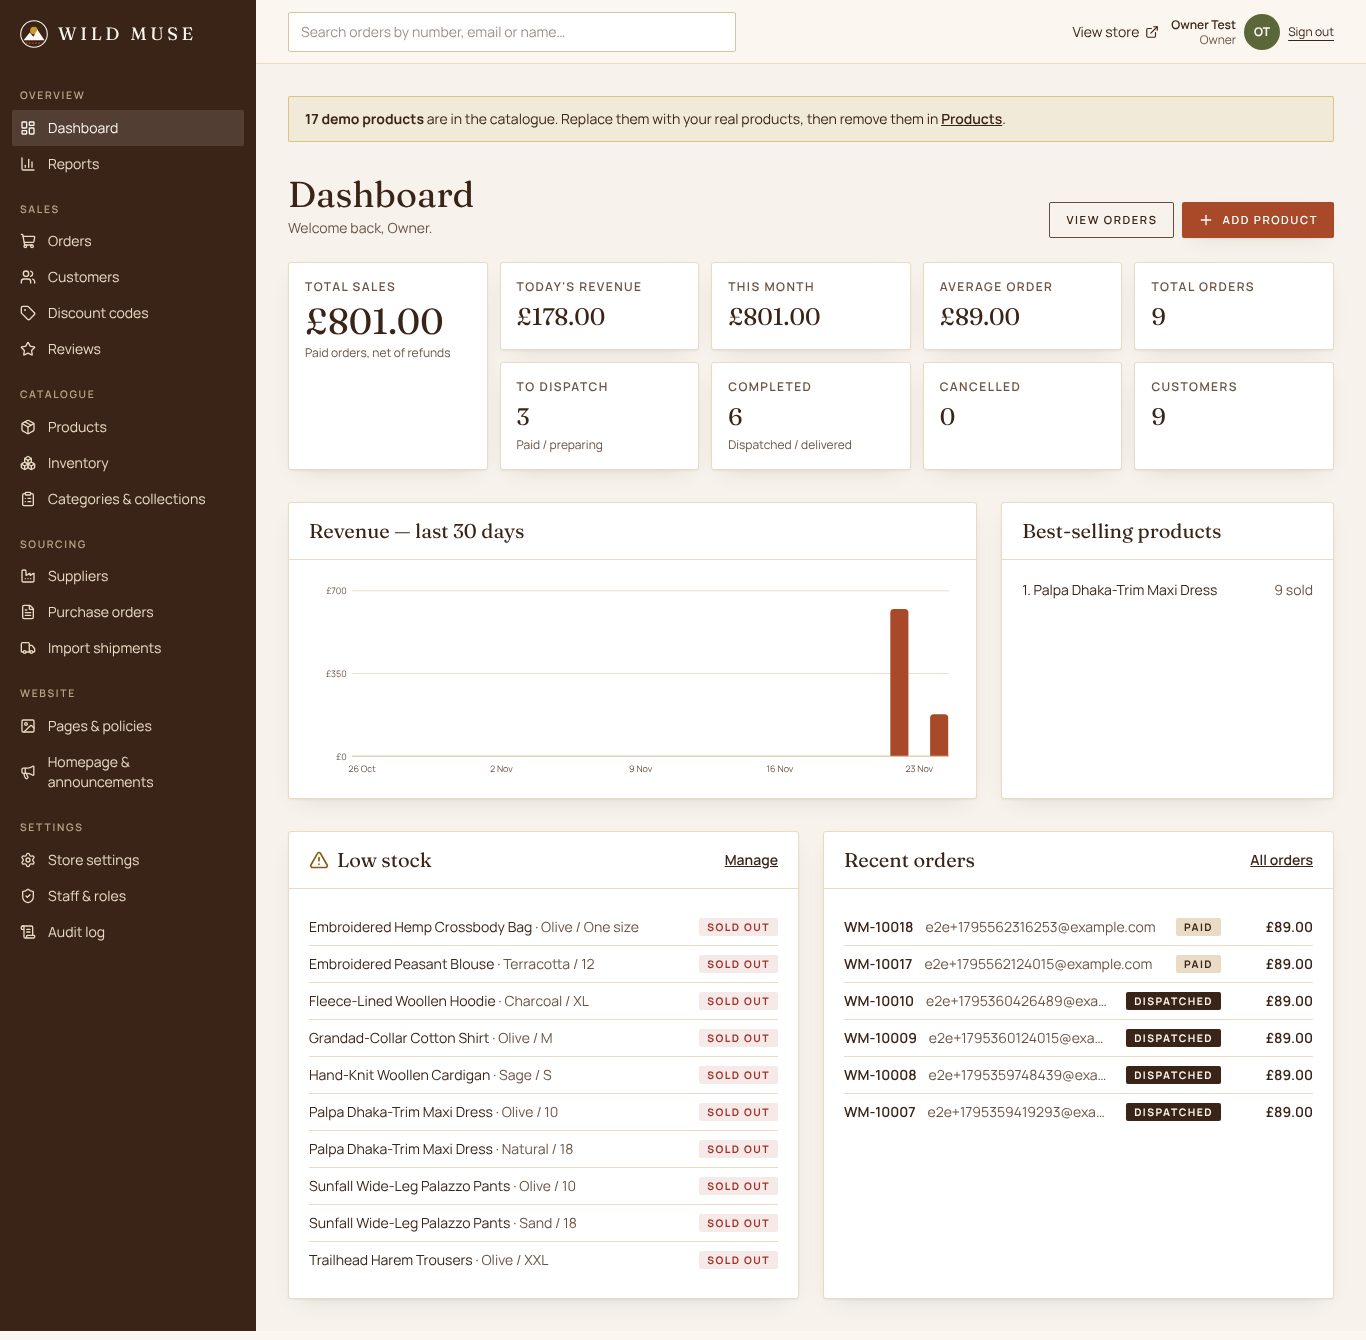 WILD MUSE
OVERVIEW
Dashboard
Reports
SALES
Orders
Customers
Discount codes
Reviews
CATALOGUE
Products
Inventory
Categories & collections
SOURCING
Suppliers
Purchase orders
Import shipments
WEBSITE
Pages & policies
Homepage &
announcements
SETTINGS
Store settings
Staff & roles
Audit log
Search orders by number, email or name...
View store
Owner Test
Owner
OT
Sign out
17 demo products are in the catalogue. Replace them with your real products, then remove them in Products.
Dashboard
Welcome back, Owner.
VIEW ORDERS
ADD PRODUCT
TOTAL SALES
£801.00
Paid orders, net of refunds
TODAY'S REVENUE
£178.00
THIS MONTH
£801.00
AVERAGE ORDER
£89.00
TOTAL ORDERS
9
TO DISPATCH
3
Paid / preparing
COMPLETED
6
Dispatched / delivered
CANCELLED
0
CUSTOMERS
9
Revenue — last 30 days
£700
£350
£0
26 Oct 2 Nov 9 Nov 16 Nov 23 Nov
Best-selling products
1. Palpa Dhaka-Trim Maxi Dress 9 sold
Low stock Manage
Embroidered Hemp Crossbody Bag · Olive / One size SOLD OUT
Embroidered Peasant Blouse · Terracotta / 12 SOLD OUT
Fleece-Lined Woollen Hoodie · Charcoal / XL SOLD OUT
Grandad-Collar Cotton Shirt · Olive / M SOLD OUT
Hand-Knit Woollen Cardigan · Sage / S SOLD OUT
Palpa Dhaka-Trim Maxi Dress · Olive / 10 SOLD OUT
Palpa Dhaka-Trim Maxi Dress · Natural / 18 SOLD OUT
Sunfall Wide-Leg Palazzo Pants · Olive / 10 SOLD OUT
Sunfall Wide-Leg Palazzo Pants · Sand / 18 SOLD OUT
Trailhead Harem Trousers · Olive / XXL SOLD OUT
Recent orders All orders
WM-10018 e2e+1795562316253@example.com PAID £89.00
WM-10017 e2e+1795562124015@example.com PAID £89.00
WM-10010 e2e+1795360426489@exa... DISPATCHED £89.00
WM-10009 e2e+1795360124015@exa... DISPATCHED £89.00
WM-10008 e2e+1795359748439@exa... DISPATCHED £89.00
WM-10007 e2e+1795359419293@exa... DISPATCHED £89.00